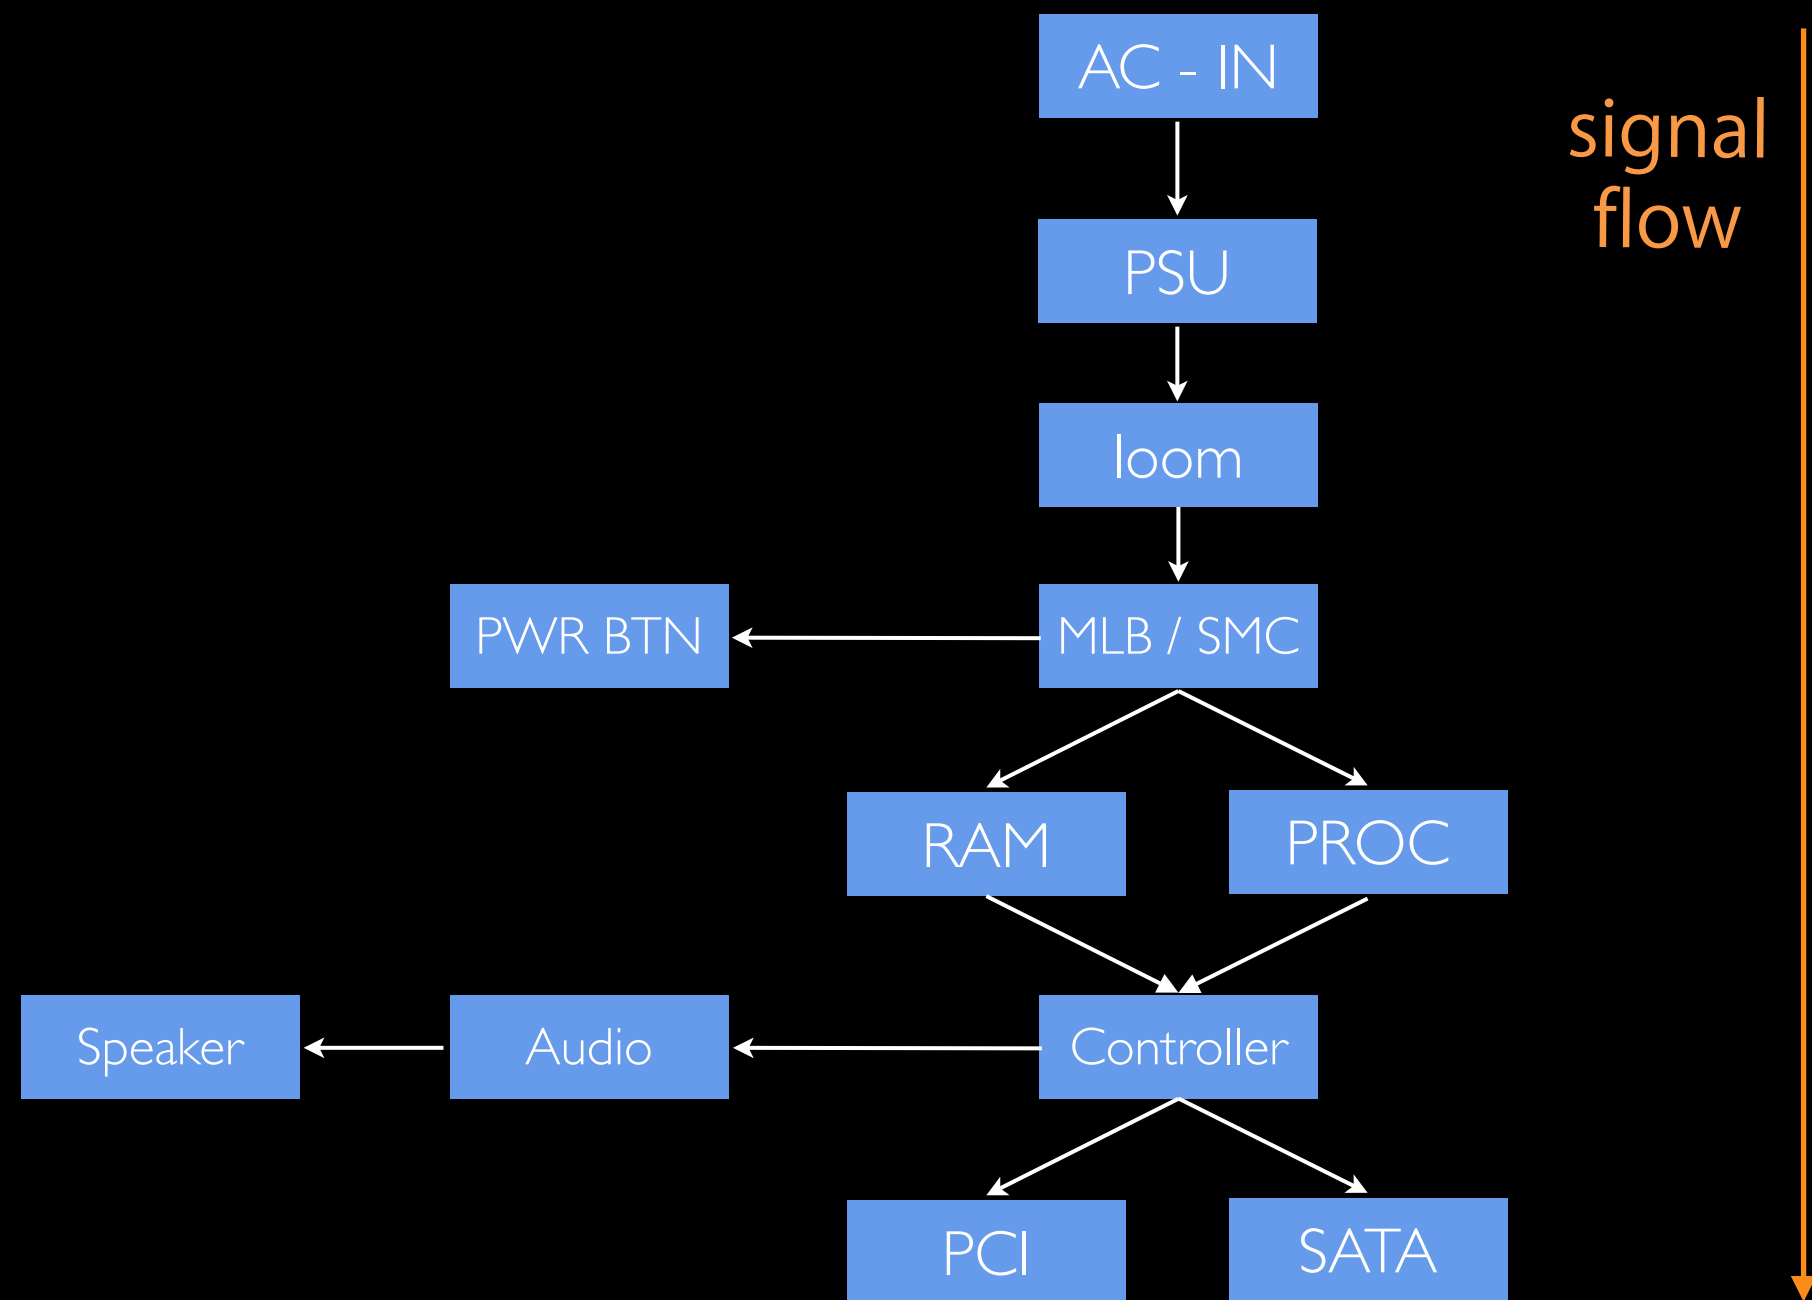 AC - IN
signal
flow
PSU
loom
PWR BTN
MLB / SMC
RAM
PROC
Speaker
Audio
Controller
PCI
SATA